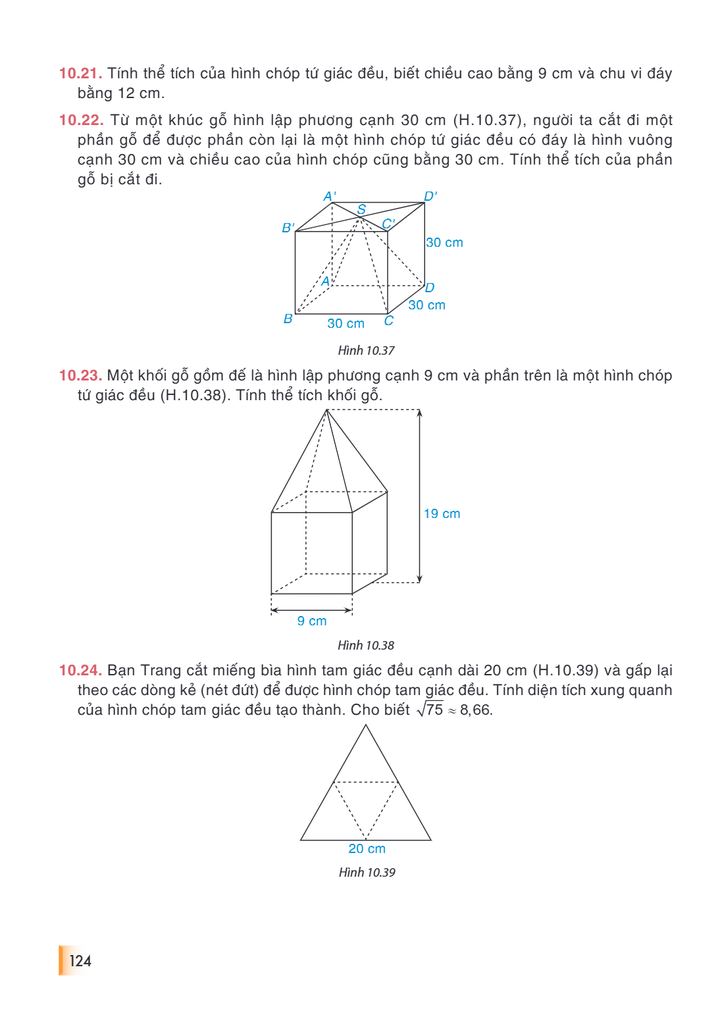 10.21. Tính thể tích của hình chóp tứ giác đều, biết chiều cao bằng 9 cm và chu vi đáy
bằng 12 cm.
10.22. Từ một khúc gỗ hình lập phương cạnh 30 cm (H.10.37), người ta cắt đi một
phần gỗ để được phần còn lại là một hình chóp tứ giác đều có đáy là hình vuông
cạnh 30 cm và chiều cao của hình chóp cũng bằng 30 cm. Tính thể tích của phần
gỗ bị cắt đi.
A' D'
S
B' C'
30 cm
A D
30 cm
B 30 cm C
Hình 10.37
10.23. Một khối gỗ gồm đế là hình lập phương cạnh 9 cm và phần trên là một hình chóp
tứ giác đều (H.10.38). Tính thể tích khối gỗ.
19 cm
9 cm
Hình 10.38
10.24. Bạn Trang cắt miếng bìa hình tam giác đều cạnh dài 20 cm (H.10.39) và gấp lại
theo các dòng kẻ (nét đứt) để được hình chóp tam giác đều. Tính diện tích xung quanh
của hình chóp tam giác đều tạo thành. Cho biết √75 ≈ 8,66.
20 cm
Hình 10.39
124